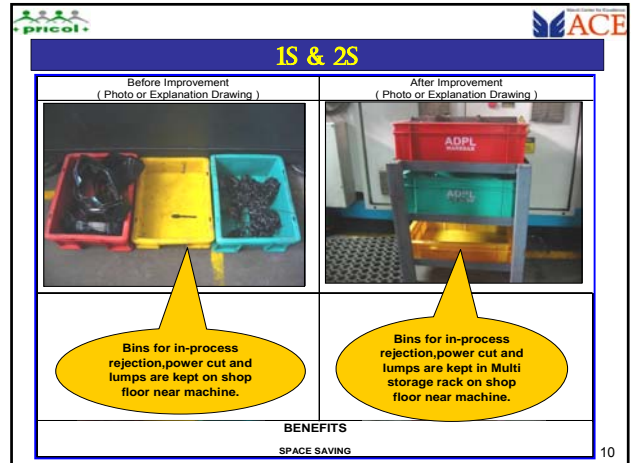 pricol
ACE
1S & 2S
Before Improvement
( Photo or Explanation Drawing )
After Improvement
( Photo or Explanation Drawing )
ADPL
Bins for in-process
rejection,power cut and
lumps are kept on shop
floor near machine.
Bins for in-process
rejection,power cut and
lumps are kept in Multi
storage rack on shop
floor near machine.
BENEFITS
SPACE SAVING
10